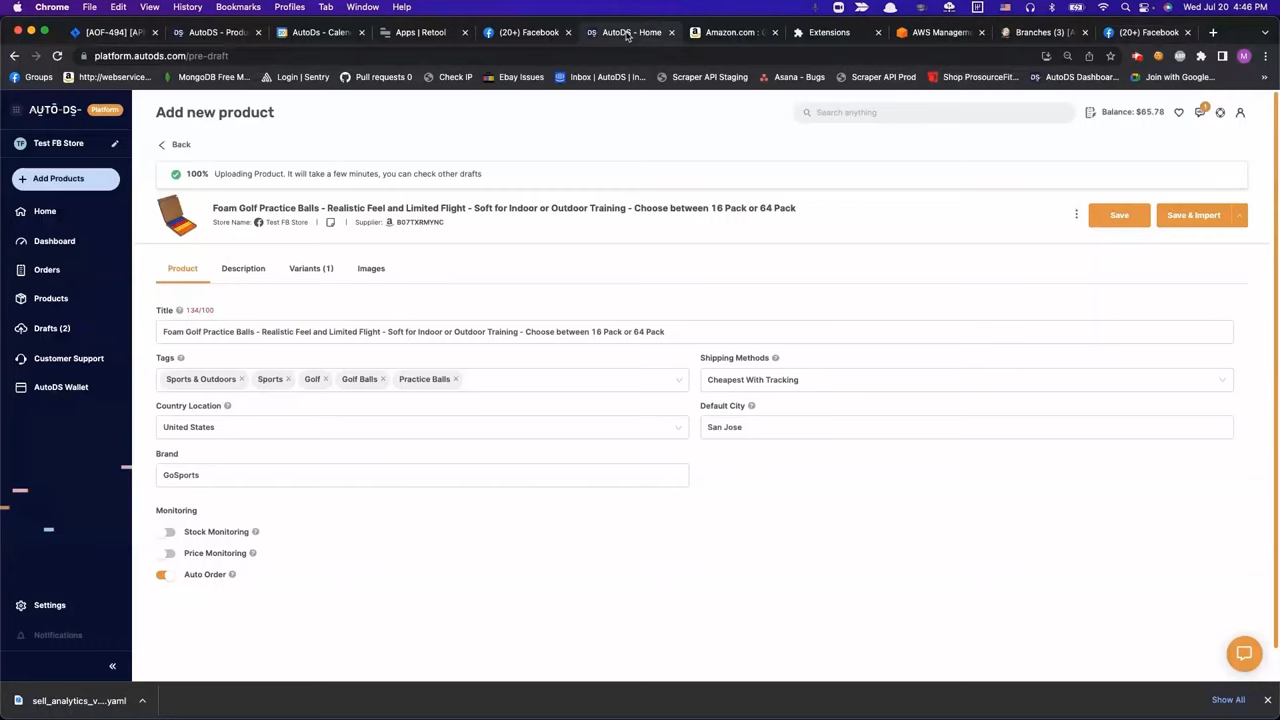 Chrome File Edit View History Bookmarks Profiles Tab Window Help Wed Jul 20 4:46 PM
[AOF-494] [AP AutoDS - Produ AutoDS - Calen Apps | Retool (20+) Facebook AutoDS - Home Amazon.com : G Extensions AWS Manageme Branches (3) [A (20+) Facebook
platform.autods.com/pre-draft
Groups http://webservice... MongoDB Free M... Login | Sentry Pull requests 0 Check IP Ebay Issues Inbox | AutoDS | In... Scraper API Staging Asana - Bugs Scraper API Prod Shop ProsourceFit... AutoDS Dashboar... Join with Google...
AUTO-DS- Platform
Add new product
Search anything
Balance: $65.78
1
TF Test FB Store
Back
Add Products
100% Uploading Product. It will take a few minutes, you can check other drafts
Home
Foam Golf Practice Balls - Realistic Feel and Limited Flight - Soft for Indoor or Outdoor Training - Choose between 16 Pack or 64 Pack
Store Name: Test FB Store | | Supplier: B07TXRMYNC
Save
Save & Import
Dashboard
Orders
Products
Drafts (2)
Customer Support
AutoDS Wallet
Product Description Variants (1) Images
Title 134/100
Foam Golf Practice Balls - Realistic Feel and Limited Flight - Soft for Indoor or Outdoor Training - Choose between 16 Pack or 64 Pack
Tags
Sports & Outdoors Sports Golf Golf Balls Practice Balls
Shipping Methods
Cheapest With Tracking
Country Location
United States
Default City
San Jose
Brand
GoSports
Monitoring
Stock Monitoring
Price Monitoring
Auto Order
Settings
Notifications
sell_analytics_v....yaml
Show All